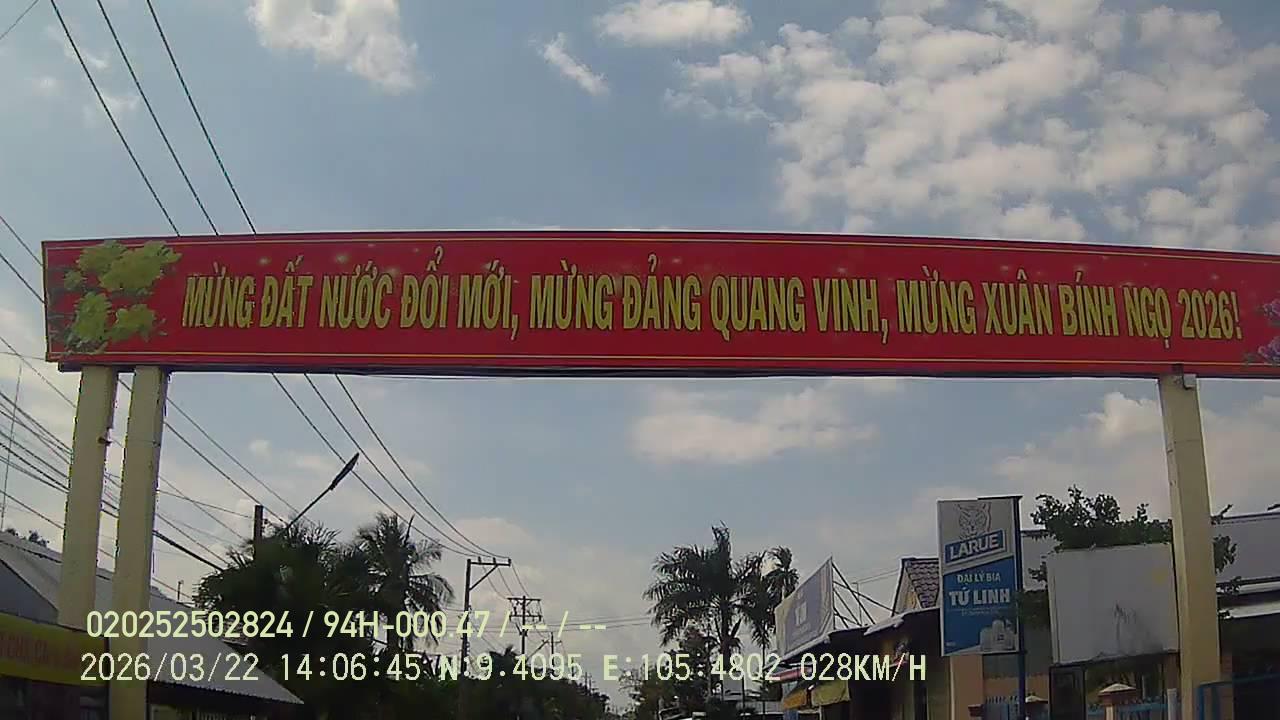 MỪNG ĐẤT NƯỚC ĐỔI MỚI, MỪNG ĐẢNG QUANG VINH, MỪNG XUÂN BÍNH NGỌ 2026!
LARUE
ĐẠI LÝ BIA
TỨ LINH
020252502824 / 94H-000.47 / -- / --
2026/03/22 14:06:45 N:9.4095 E:105.4802 028KM/H